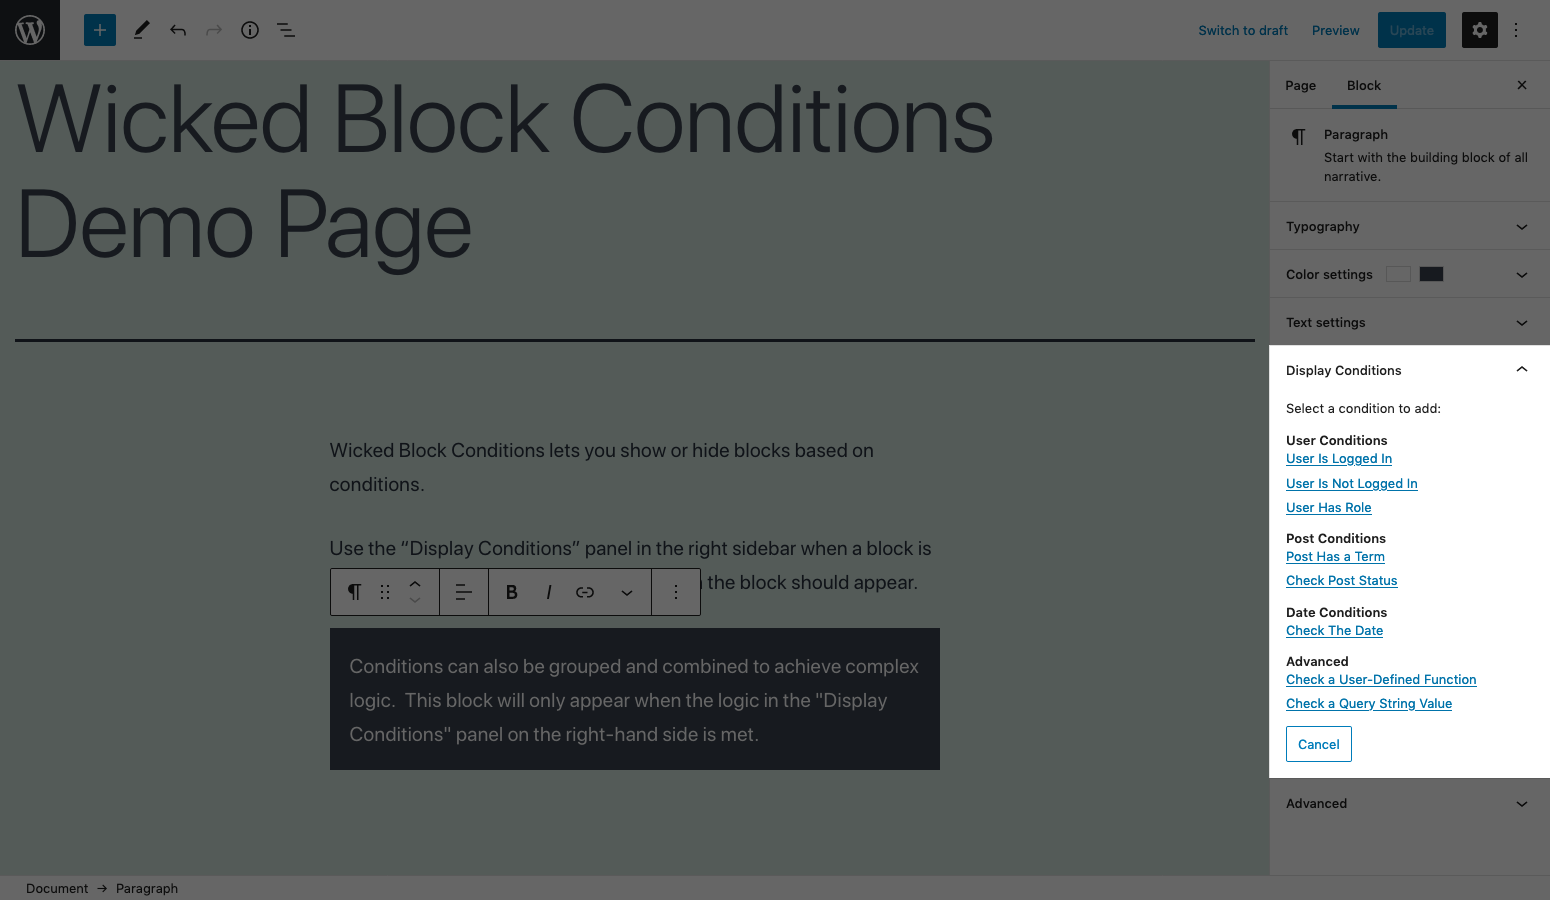 Switch to draft Preview Update
Wicked Block Conditions
Demo Page
Wicked Block Conditions lets you show or hide blocks based on
conditions.
Use the “Display Conditions” panel in the right sidebar when a block is
the block should appear.
B I
Conditions can also be grouped and combined to achieve complex
logic.  This block will only appear when the logic in the "Display
Conditions" panel on the right-hand side is met.
Page Block
Paragraph
Start with the building block of all
narrative.
Typography
Color settings
Text settings
Display Conditions
Select a condition to add:
User Conditions
User Is Logged In
User Is Not Logged In
User Has Role
Post Conditions
Post Has a Term
Check Post Status
Date Conditions
Check The Date
Advanced
Check a User-Defined Function
Check a Query String Value
Cancel
Advanced
Document → Paragraph